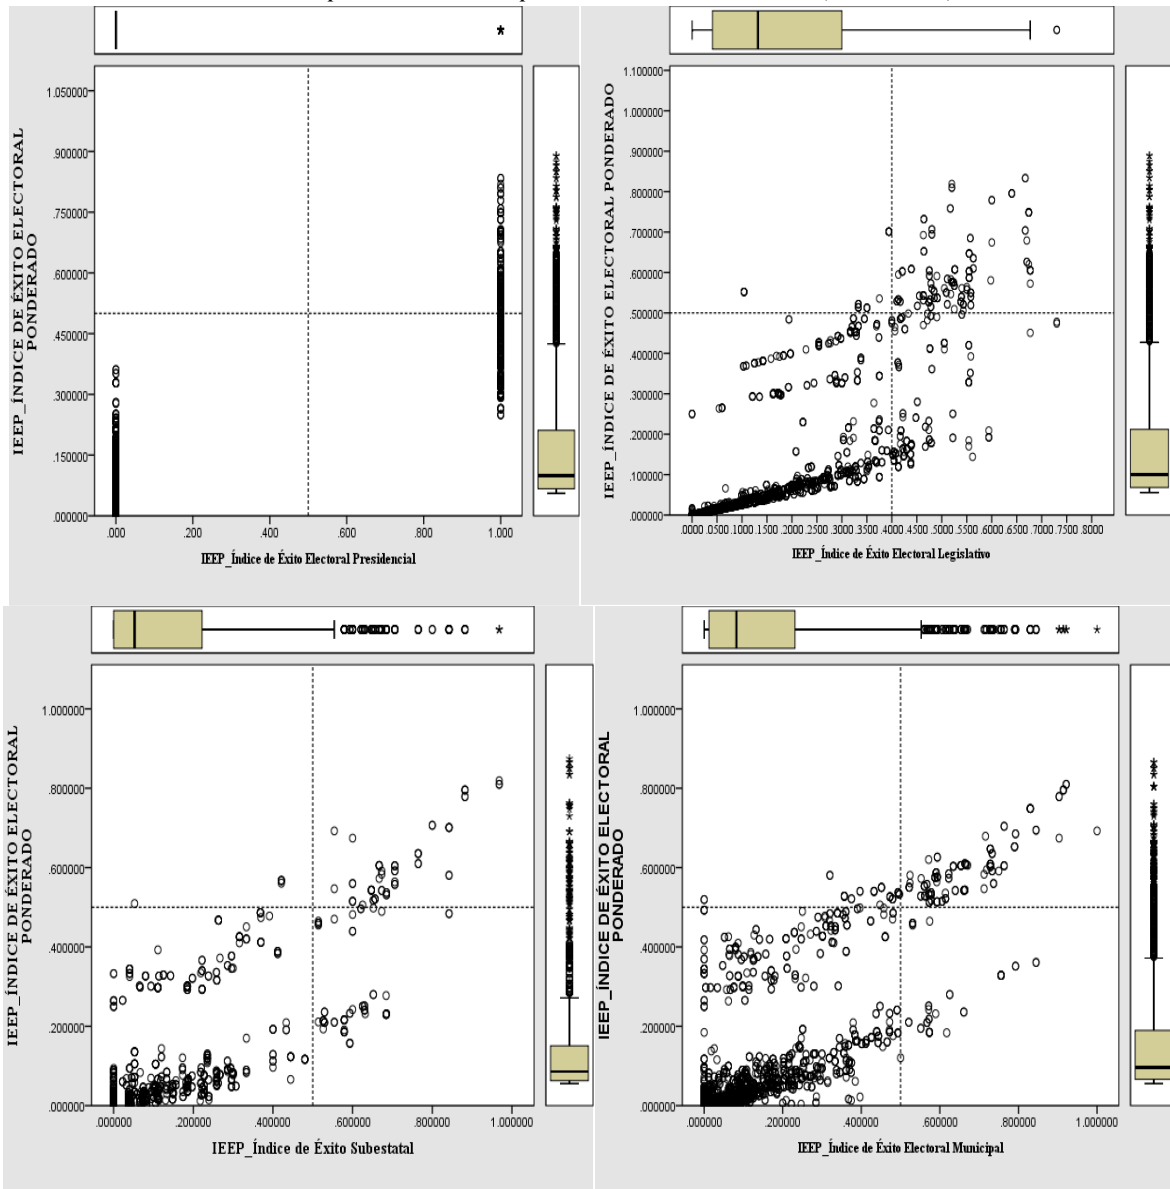 IEEP_ÍNDICE DE ÉXITO ELECTORAL
PONDERADO
1.050000
.900000
.750000
.600000
.450000
.300000
.150000
.000000
.000 .200 .400 .600 .800 1.000
IEEP_Índice de Éxito Electoral Presidencial
IEEP_ÍNDICE DE ÉXITO ELECTORAL PONDERADO
1.100000
1.000000
.900000
.800000
.700000
.600000
.500000
.400000
.300000
.200000
.100000
.000000
.0000 .0500 .1000 .1500 .2000 .2500 .3000 .3500 .4000 .4500 .5000 .5500 .6000 .6500 .7000 .7500 .8000
IEEP_Índice de Éxito Electoral Legislativo
IEEP_ÍNDICE DE ÉXITO ELECTORAL
PONDERADO
1.000000
.800000
.600000
.400000
.200000
.000000
.000000 .200000 .400000 .600000 .800000 1.000000
IEEP_Índice de Éxito Subestatal
IEEP_ÍNDICE DE ÉXITO ELECTORAL
PONDERADO
1.000000
.800000
.600000
.400000
.200000
.000000
.000000 .200000 .400000 .600000 .800000 1.000000
IEEP_Índice de Éxito Electoral Municipal